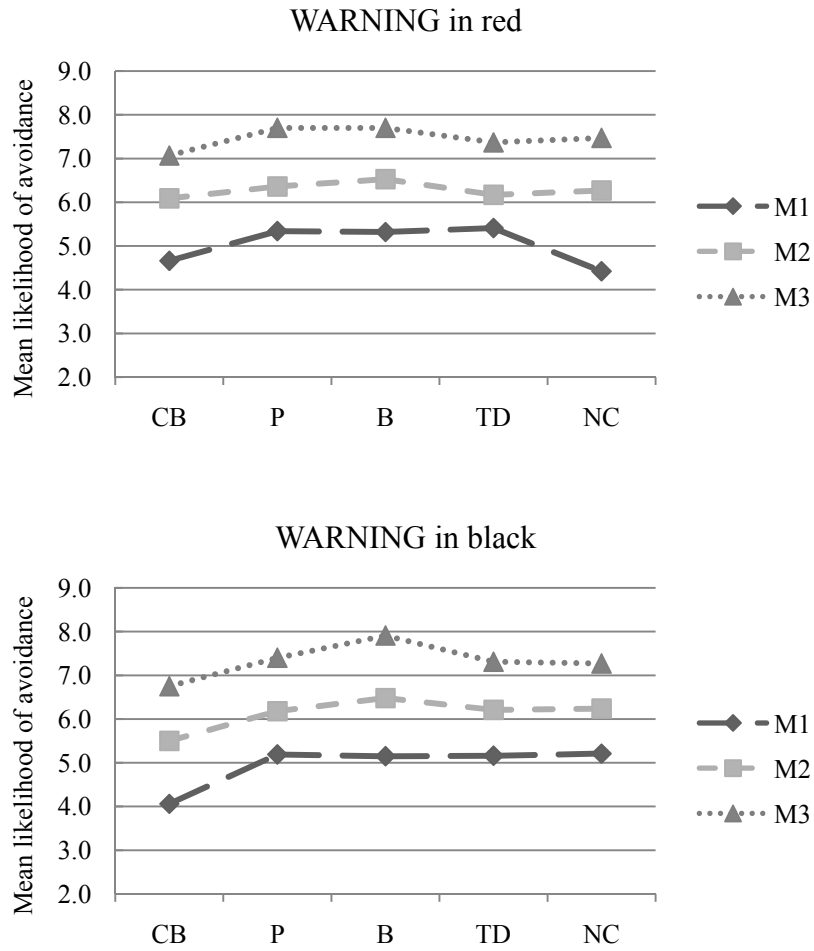 WARNING in red
Mean likelihood of avoidance
9.0
8.0
7.0
6.0
5.0
4.0
3.0
2.0
CB P B TD NC
M1
M2
M3
WARNING in black
Mean likelihood of avoidance
9.0
8.0
7.0
6.0
5.0
4.0
3.0
2.0
CB P B TD NC
M1
M2
M3